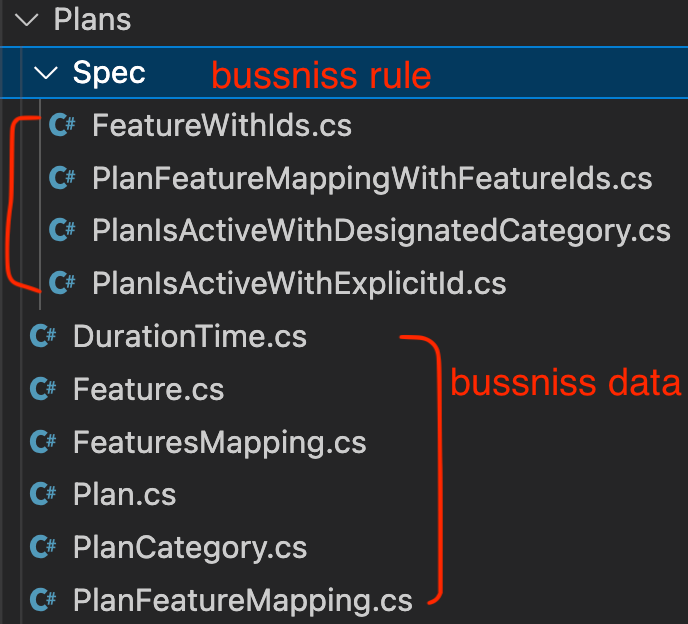 Plans
Spec bussniss rule
C# FeatureWithIds.cs
C# PlanFeatureMappingWithFeatureIds.cs
C# PlanIsActiveWithDesignatedCategory.cs
C# PlanIsActiveWithExplicitId.cs
C# DurationTime.cs
C# Feature.cs
bussniss data
C# FeaturesMapping.cs
C# Plan.cs
C# PlanCategory.cs
C# PlanFeatureMapping.cs